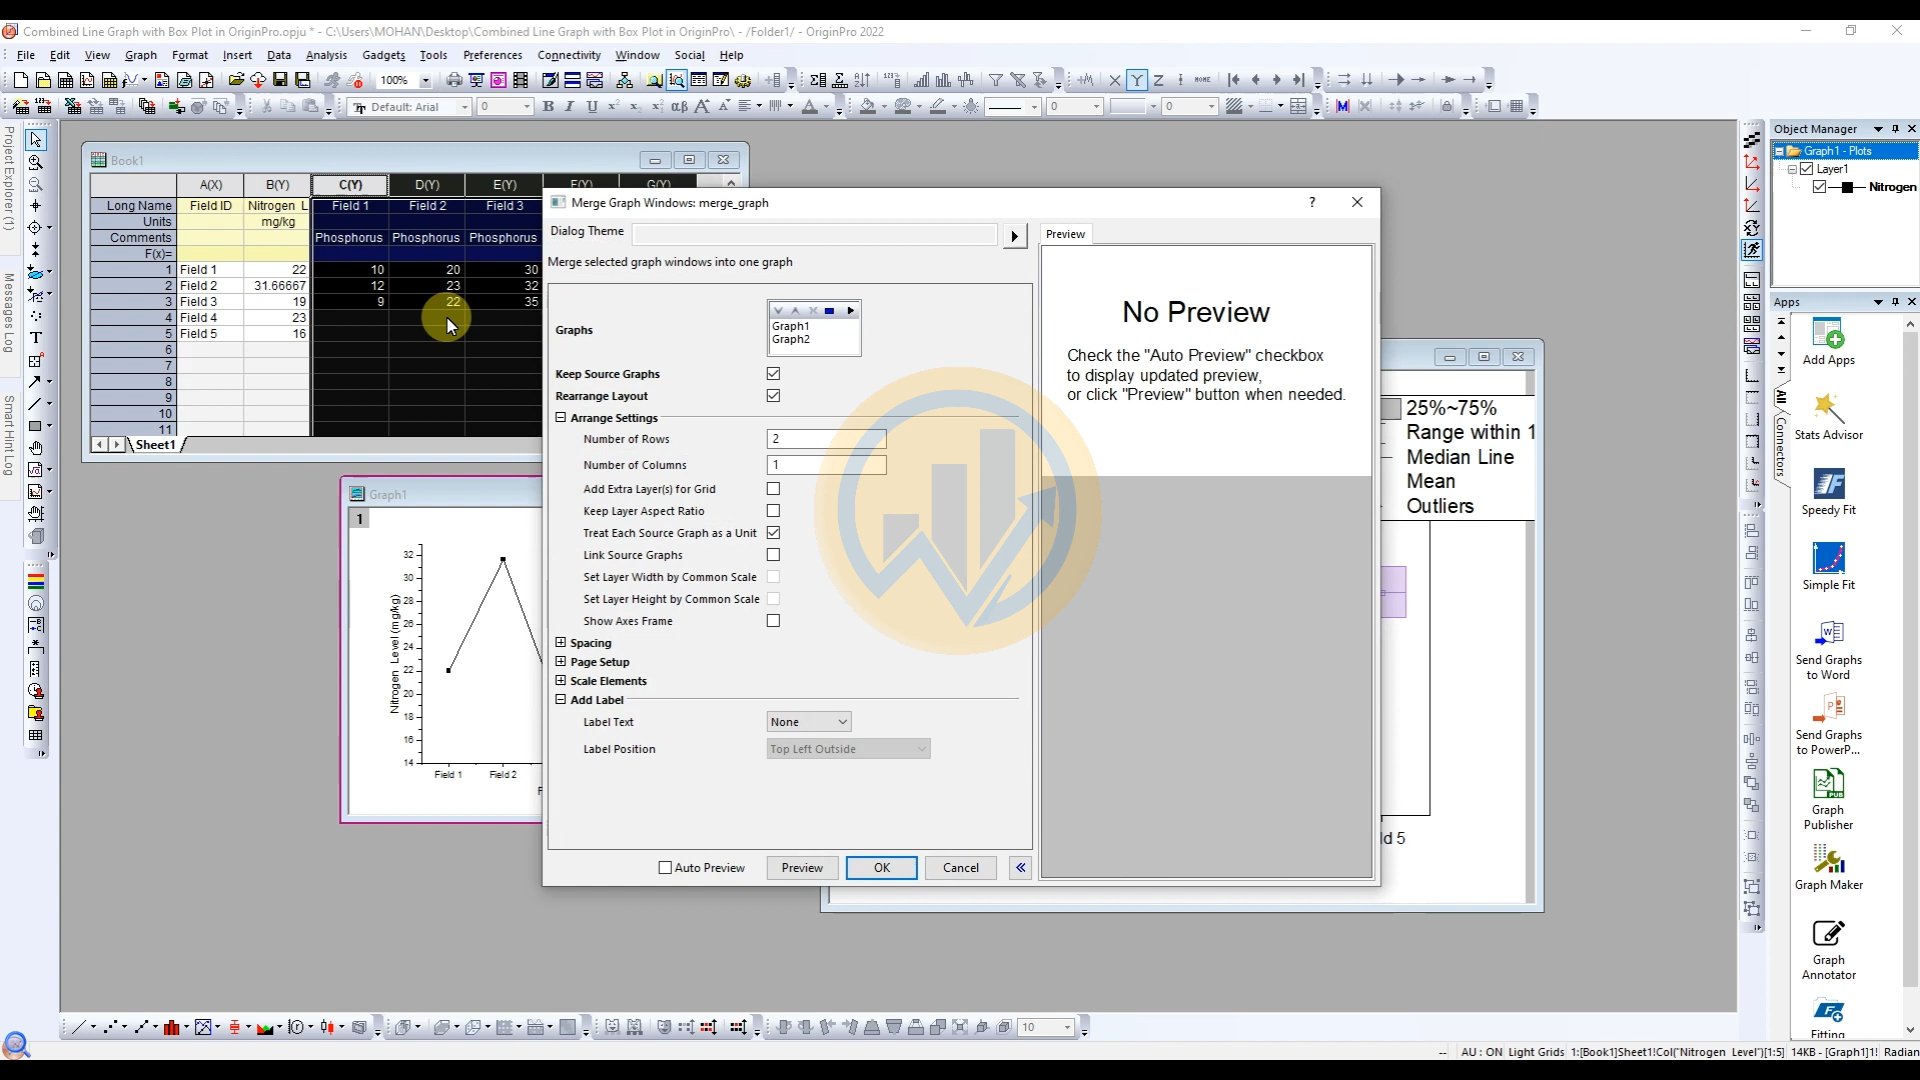 Combined Line Graph with Box Plot in OriginPro.opju * - C:\Users\MOHAN\Desktop\Combined Line Graph with Box Plot in OriginPro\ - /Folder1/ - OriginPro 2022
File Edit View Graph Format Insert Data Analysis Gadgets Tools Preferences Connectivity Window Social Help
100%
Default: Arial 0 B I U αβ A A 0 0
Project Explorer (1)
Messages Log
Smart Hint Log
Book1
A(X) B(Y) C(Y) D(Y) E(Y) F(Y) G(Y)
Long Name Field ID Nitrogen L Field 1 Field 2 Field 3
Units mg/kg
Comments Phosphorus Phosphorus Phosphorus
F(x)=
1 Field 1 22 10 20 30
2 Field 2 31.66667 12 23 32
3 Field 3 19 9 22 35
4 Field 4 23
5 Field 5 16
6
7
8
9
10
11
Sheet1
Graph1
1
32
30
28
26
24
22
20
18
16
14
Nitrogen Level (mg/kg)
Field 1 Field 2
F
Merge Graph Windows: merge_graph
Dialog Theme
Merge selected graph windows into one graph
Graphs
Graph1
Graph2
Keep Source Graphs
Rearrange Layout
Arrange Settings
Number of Rows 2
Number of Columns 1
Add Extra Layer(s) for Grid
Keep Layer Aspect Ratio
Treat Each Source Graph as a Unit
Link Source Graphs
Set Layer Width by Common Scale
Set Layer Height by Common Scale
Show Axes Frame
Spacing
Page Setup
Scale Elements
Add Label
Label Text None
Label Position Top Left Outside
Auto Preview Preview OK Cancel
Preview
No Preview
Check the "Auto Preview" checkbox
to display updated preview,
or click "Preview" button when needed.
25%~75%
Range within 1
Median Line
Mean
Outliers
ld 5
Object Manager
Graph1 - Plots
Layer1
Nitrogen
Apps
All
Connectors
Add Apps
Stats Advisor
Speedy Fit
Simple Fit
Send Graphs
to Word
Send Graphs
to PowerP...
Graph
Publisher
Graph Maker
Graph
Annotator
Fitting
10
-- AU : ON Light Grids 1:[Book1]Sheet1!Col("Nitrogen Level")[1:5] 14KB - [Graph1]1! Radian